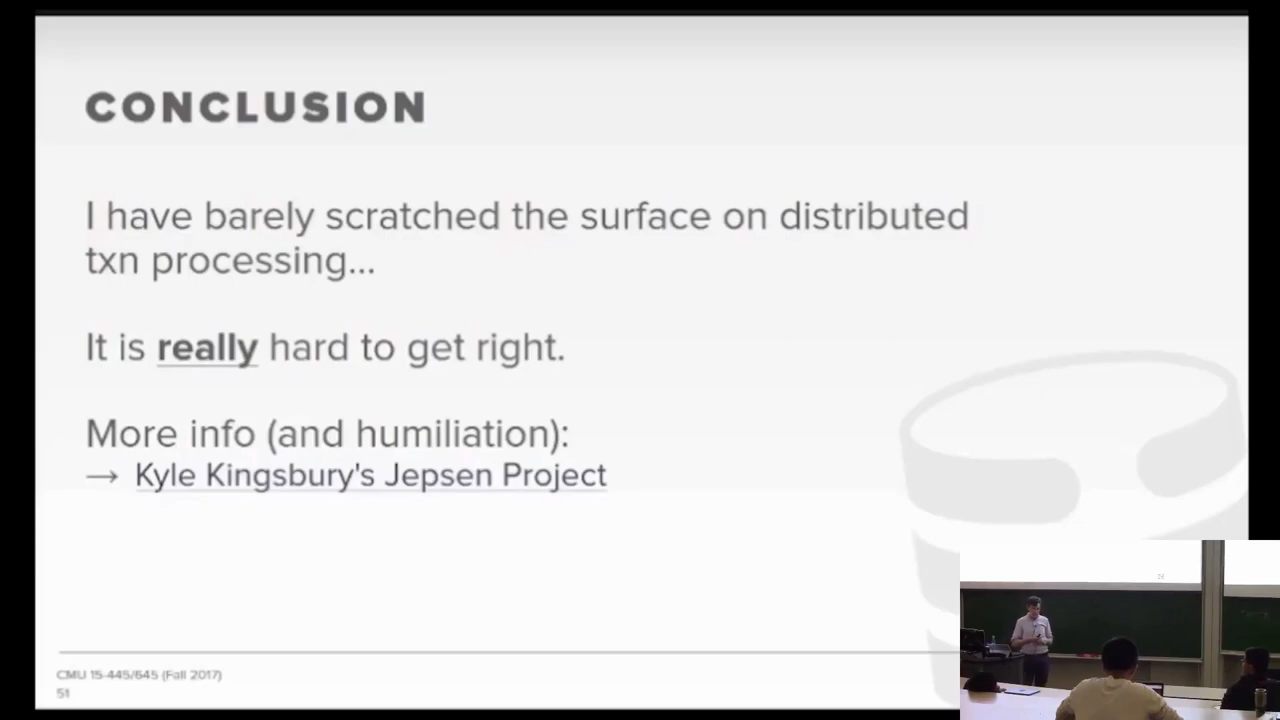 CONCLUSION
I have barely scratched the surface on distributed
txn processing...
It is really hard to get right.
More info (and humiliation):
→ Kyle Kingsbury's Jepsen Project
CMU 15-445/645 (Fall 2017)
51